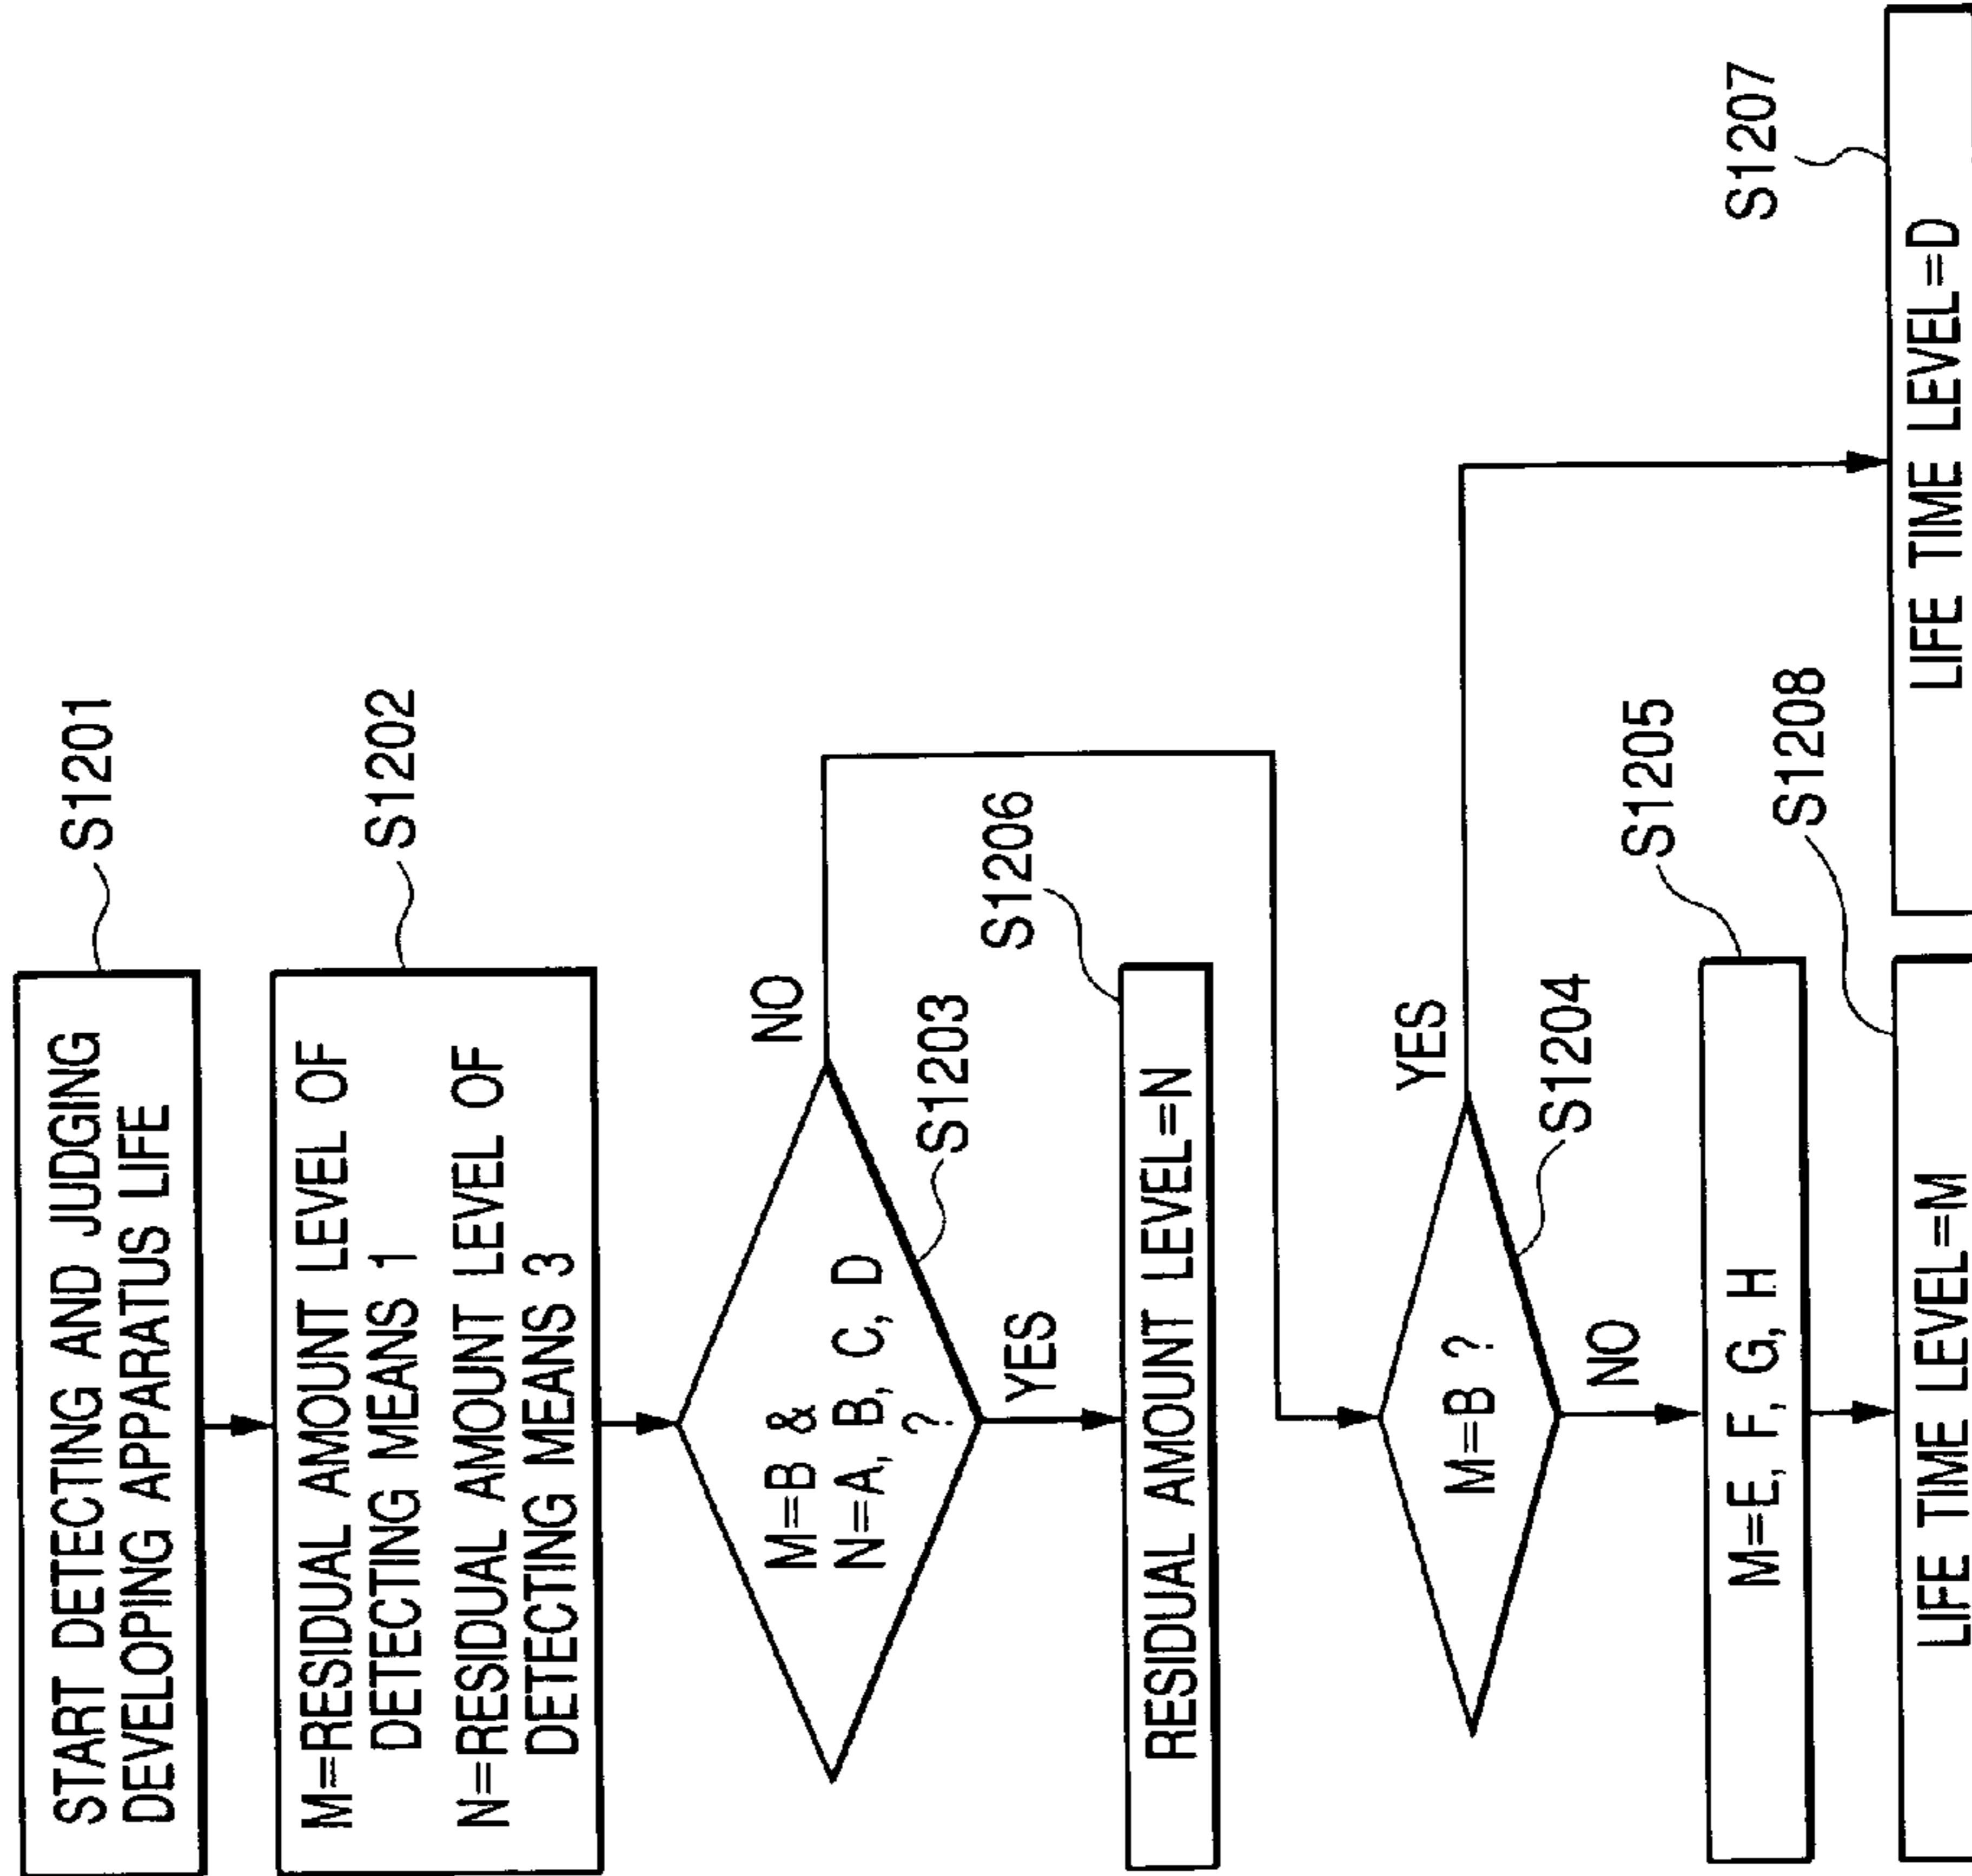 START DETECTING AND JUDGING
DEVELOPING APPARATUS LIFE
S1201
M=RESIDUAL AMOUNT LEVEL OF
DETECTING MEANS 1
N=RESIDUAL AMOUNT LEVEL OF
DETECTING MEANS 3
S1202
M=B &
N=A, B, C, D
?
NO
S1203
YES
S1206
RESIDUAL AMOUNT LEVEL=N
M=B ?
YES
S1204
NO
S1205
M=E, F, G, H
S1208
LIFE TIME LEVEL=M
S1207
LIFE TIME LEVEL=D